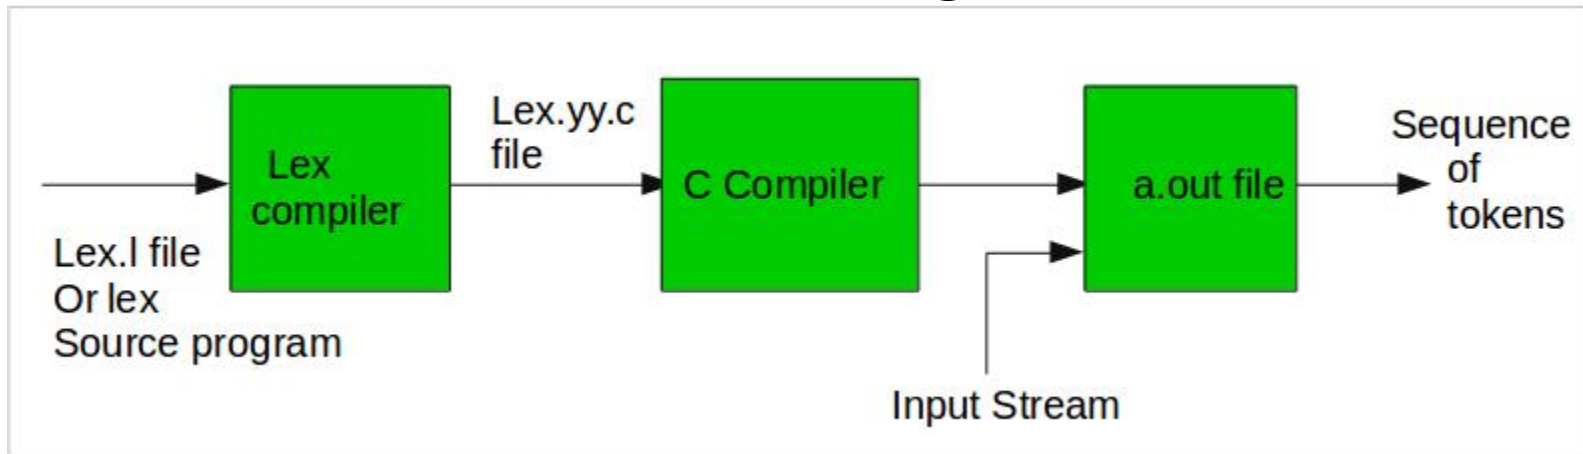 Lex
compiler
Lex.l file
Or lex
Source program
Lex.yy.c
file
C Compiler
a.out file
Input Stream
Sequence
of
tokens